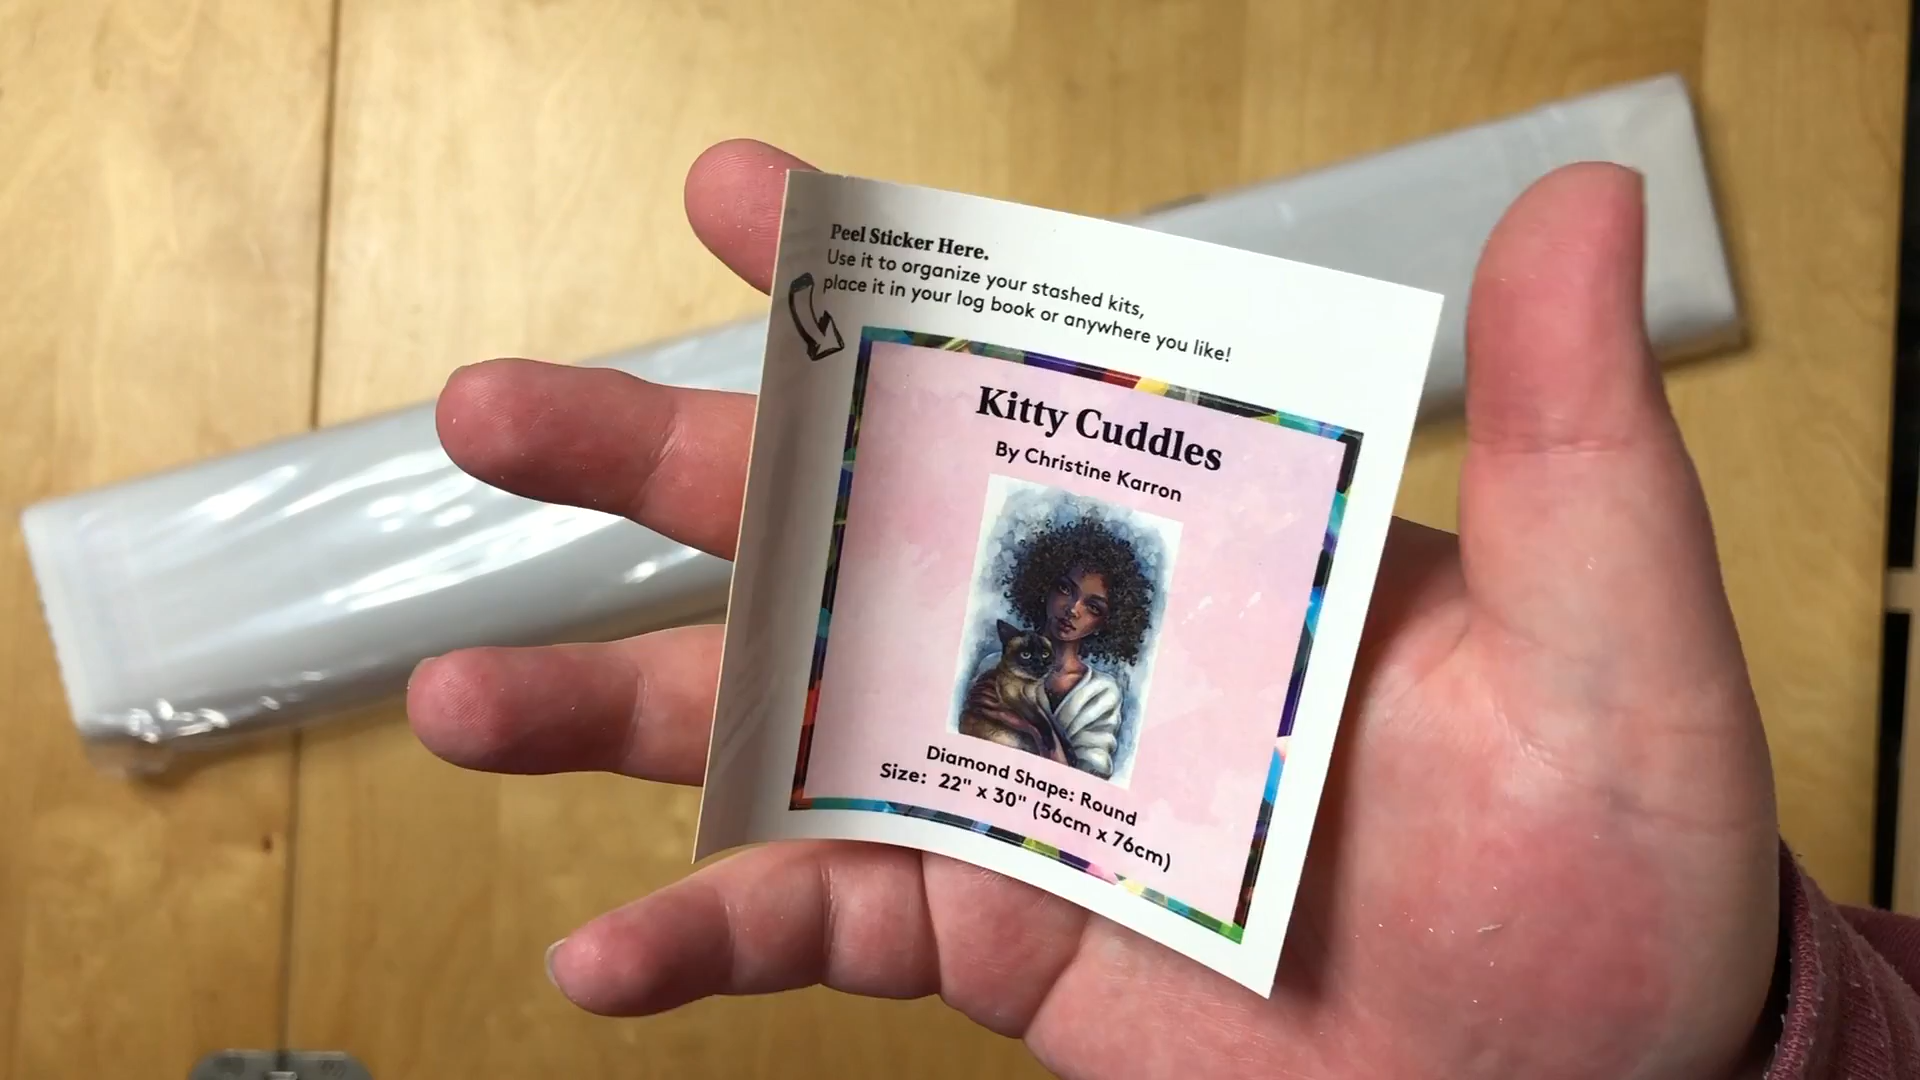 Peel Sticker Here.
Use it to organize your stashed kits,
place it in your log book or anywhere you like!
Kitty Cuddles
By Christine Karron
Diamond Shape: Round
Size: 22" x 30" (56cm x 76cm)